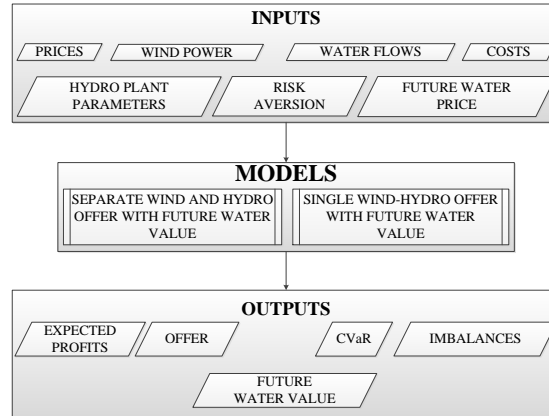 INPUTS
PRICES
WIND POWER
WATER FLOWS
COSTS
HYDRO PLANT
PARAMETERS
RISK
AVERSION
FUTURE WATER
PRICE
MODELS
SEPARATE WIND AND HYDRO
OFFER WITH FUTURE WATER
VALUE
SINGLE WIND-HYDRO OFFER
WITH FUTURE WATER
VALUE
OUTPUTS
EXPECTED
PROFITS
OFFER
CVaR
IMBALANCES
FUTURE
WATER VALUE